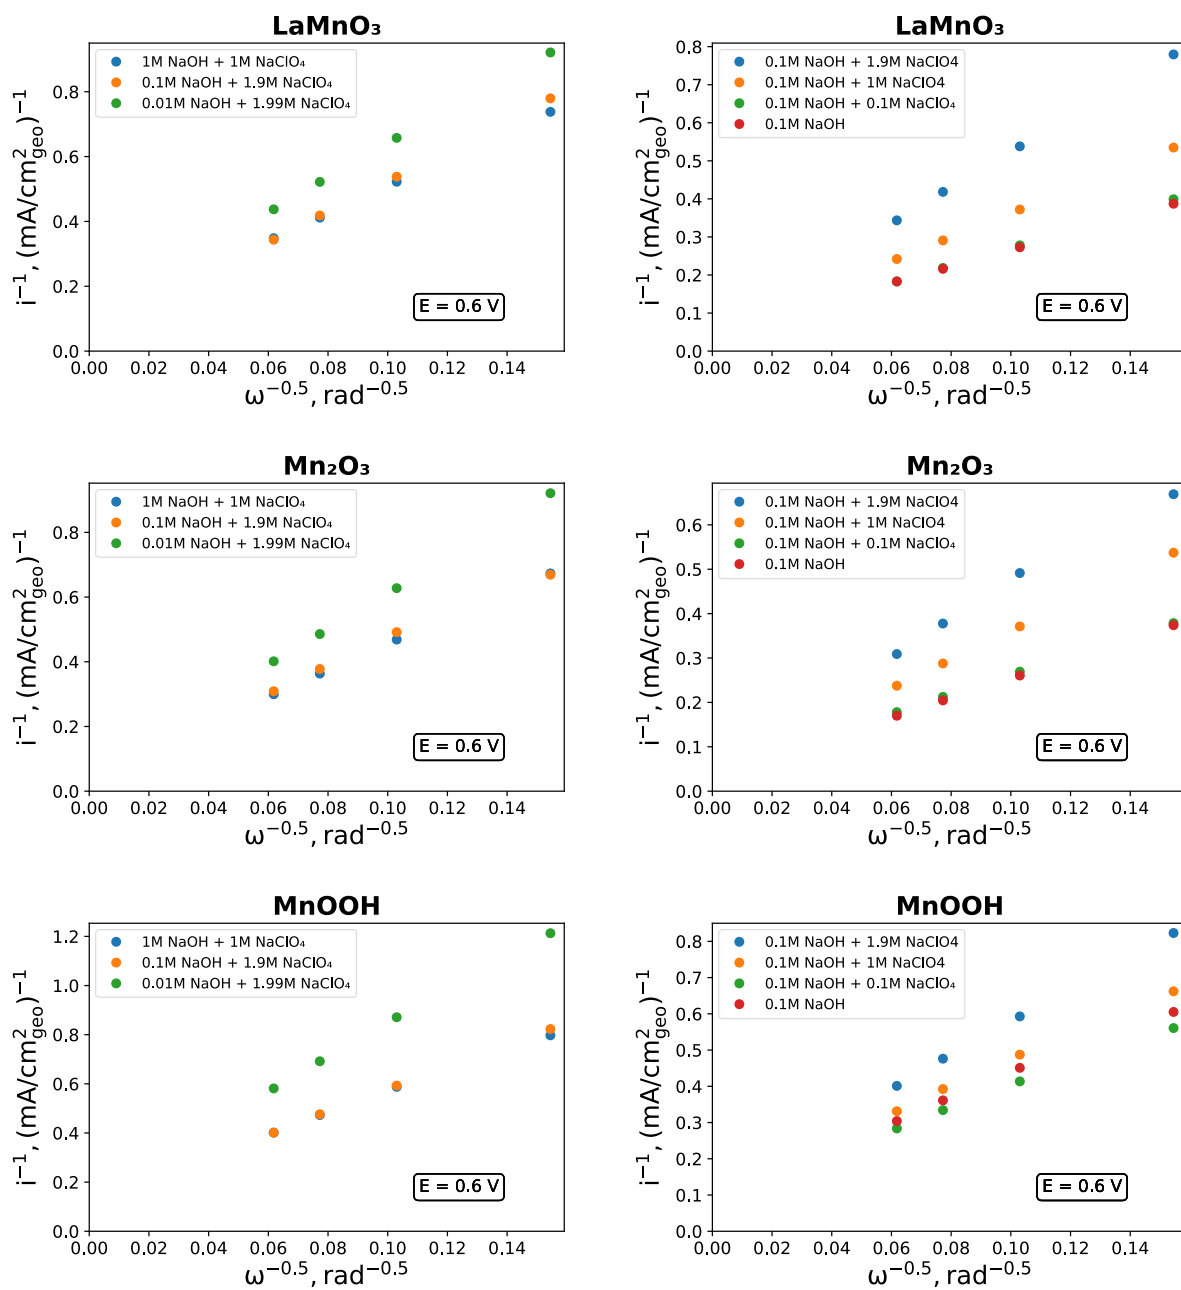 LaMnO₃
1M NaOH + 1M NaClO₄
0.1M NaOH + 1.9M NaClO₄
0.01M NaOH + 1.99M NaClO₄
E = 0.6 V
i⁻¹, (mA/cm²geo)⁻¹
0.8
0.6
0.4
0.2
0.0
0.00 0.02 0.04 0.06 0.08 0.10 0.12 0.14
ω⁻⁰·⁵, rad⁻⁰·⁵
LaMnO₃
0.1M NaOH + 1.9M NaClO4
0.1M NaOH + 1M NaClO4
0.1M NaOH + 0.1M NaClO₄
0.1M NaOH
E = 0.6 V
i⁻¹, (mA/cm²geo)⁻¹
0.8
0.7
0.6
0.5
0.4
0.3
0.2
0.1
0.0
0.00 0.02 0.04 0.06 0.08 0.10 0.12 0.14
ω⁻⁰·⁵, rad⁻⁰·⁵
Mn₂O₃
1M NaOH + 1M NaClO₄
0.1M NaOH + 1.9M NaClO₄
0.01M NaOH + 1.99M NaClO₄
E = 0.6 V
i⁻¹, (mA/cm²geo)⁻¹
0.8
0.6
0.4
0.2
0.0
0.00 0.02 0.04 0.06 0.08 0.10 0.12 0.14
ω⁻⁰·⁵, rad⁻⁰·⁵
Mn₂O₃
0.1M NaOH + 1.9M NaClO4
0.1M NaOH + 1M NaClO4
0.1M NaOH + 0.1M NaClO₄
0.1M NaOH
E = 0.6 V
i⁻¹, (mA/cm²geo)⁻¹
0.6
0.5
0.4
0.3
0.2
0.1
0.0
0.00 0.02 0.04 0.06 0.08 0.10 0.12 0.14
ω⁻⁰·⁵, rad⁻⁰·⁵
MnOOH
1M NaOH + 1M NaClO₄
0.1M NaOH + 1.9M NaClO₄
0.01M NaOH + 1.99M NaClO₄
E = 0.6 V
i⁻¹, (mA/cm²geo)⁻¹
1.2
1.0
0.8
0.6
0.4
0.2
0.0
0.00 0.02 0.04 0.06 0.08 0.10 0.12 0.14
ω⁻⁰·⁵, rad⁻⁰·⁵
MnOOH
0.1M NaOH + 1.9M NaClO4
0.1M NaOH + 1M NaClO4
0.1M NaOH + 0.1M NaClO₄
0.1M NaOH
E = 0.6 V
i⁻¹, (mA/cm²geo)⁻¹
0.8
0.7
0.6
0.5
0.4
0.3
0.2
0.1
0.0
0.00 0.02 0.04 0.06 0.08 0.10 0.12 0.14
ω⁻⁰·⁵, rad⁻⁰·⁵